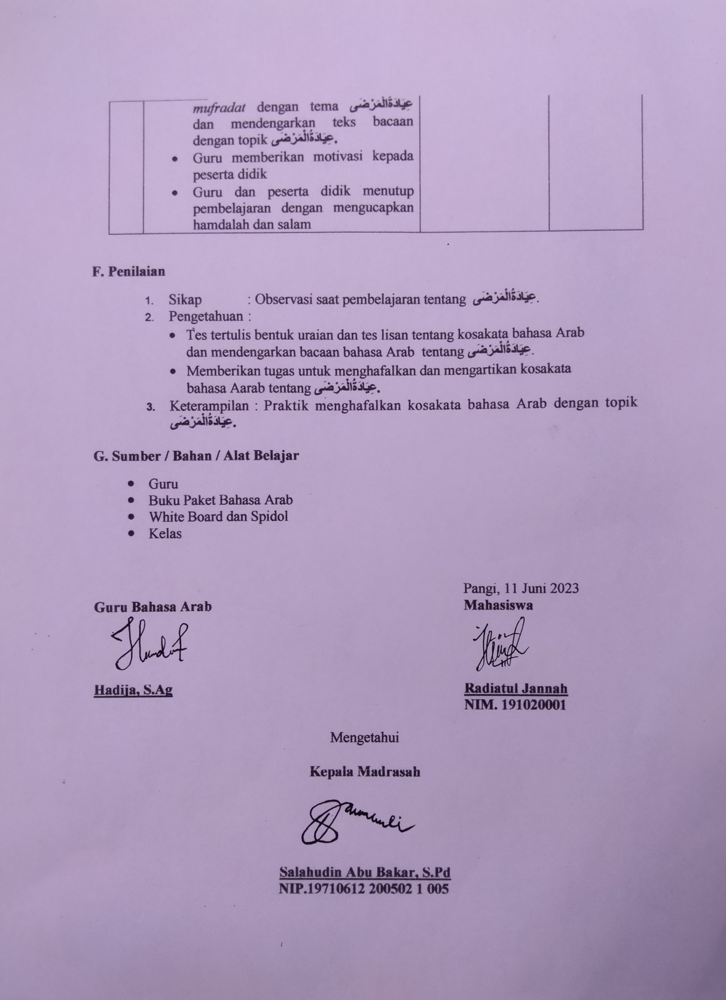 mufradat dengan tema عِيَادَةُالْمَرْضَى
dan mendengarkan teks bacaan
dengan topik عِيَادَةُالْمَرْضَى.
• Guru memberikan motivasi kepada
peserta didik
• Guru dan peserta didik menutup
pembelajaran dengan mengucapkan
hamdalah dan salam
F. Penilaian
1. Sikap : Observasi saat pembelajaran tentang عِيَادَةُالْمَرْضَى.
2. Pengetahuan :
• Tes tertulis bentuk uraian dan tes lisan tentang kosakata bahasa Arab
dan mendengarkan bacaan bahasa Arab tentang عِيَادَةُالْمَرْضَى.
• Memberikan tugas untuk menghafalkan dan mengartikan kosakata
bahasa Aarab tentang عِيَادَةُالْمَرْضَى.
3. Keterampilan : Praktik menghafalkan kosakata bahasa Arab dengan topik
عِيَادَةُالْمَرْضَى.
G. Sumber / Bahan / Alat Belajar
• Guru
• Buku Paket Bahasa Arab
• White Board dan Spidol
• Kelas
Pangi, 11 Juni 2023
Guru Bahasa Arab Mahasiswa
Hadija, S.Ag Radiatul Jannah
NIM. 191020001
Mengetahui
Kepala Madrasah
Salahudin Abu Bakar, S.Pd
NIP.19710612 200502 1 005